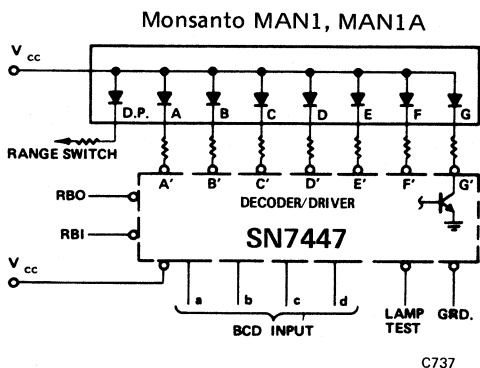 Monsanto MAN1, MAN1A
Vcc
D.P. A B C D E F G
RANGE SWITCH
A' B' C' D' E' F' G'
RBO
DECODER/DRIVER
SN7447
RBI
Vcc
a b c d
BCD INPUT
LAMP TEST
GRD.
C737